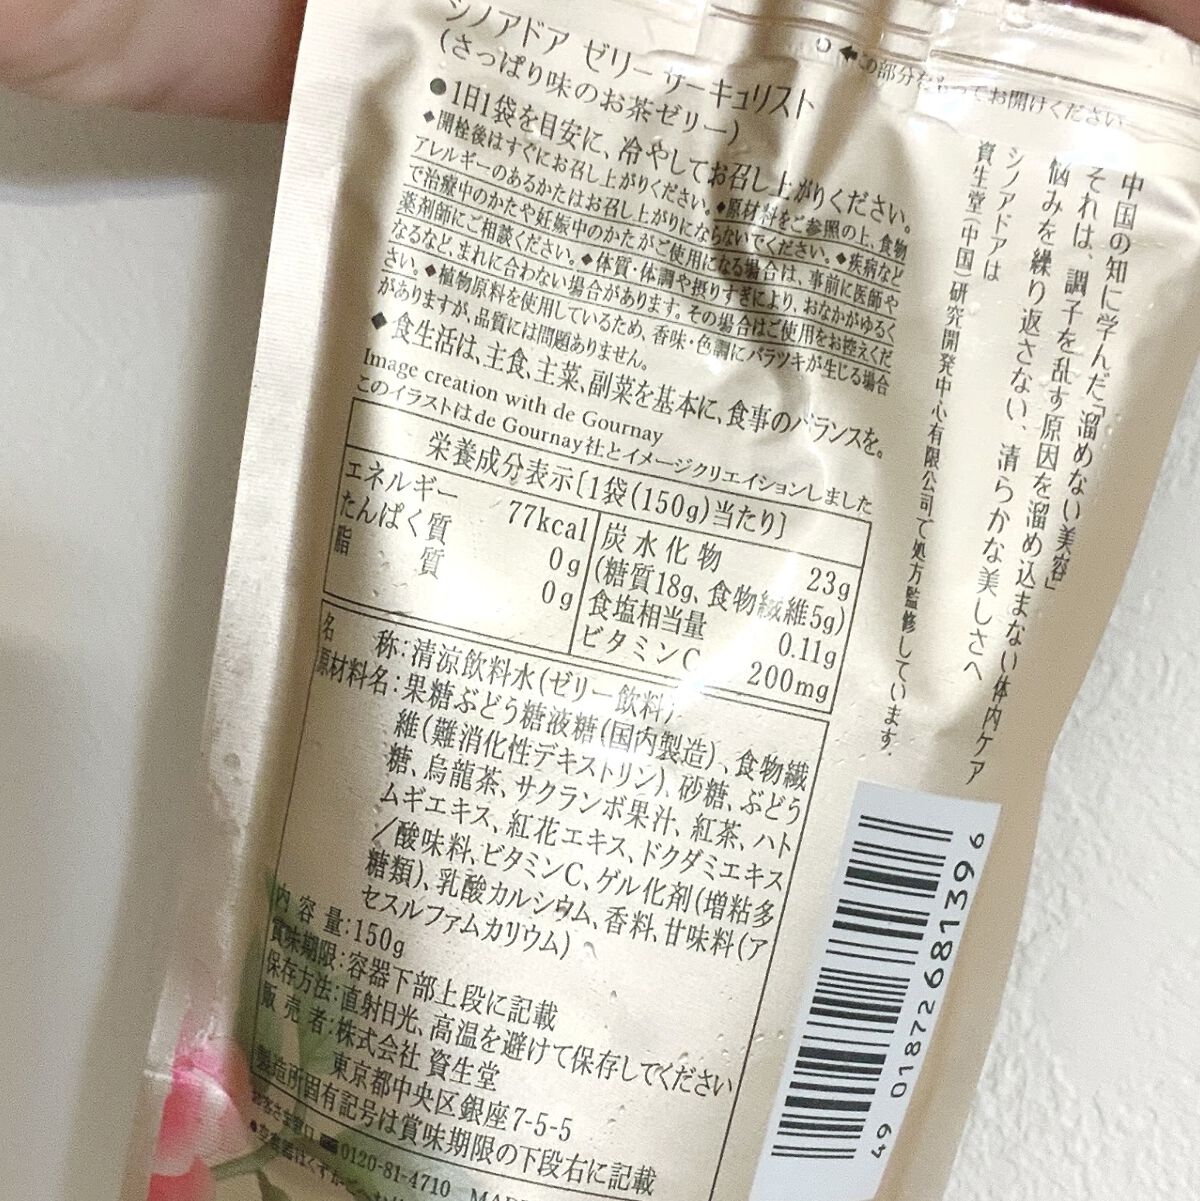 シノアドア ゼリー サーキュリスト
(さっぱり味のお茶ゼリー)
●1日1袋を目安に、冷やしてお召し上がりください。
◆開栓後はすぐにお召し上がりください。◆原材料をご参照の上、食物
アレルギーのあるかたはお召し上がりにならないでください。◆疾病など
で治療中のかたや妊娠中のかたがご使用になる場合は、事前に医師や
薬剤師にご相談ください。◆体質・体調や摂りすぎにより、おなかがゆるく
なるなど、まれに合わない場合があります。その場合はご使用をお控えくだ
さい。◆植物原料を使用しているため、香味・色調にバラツキが生じる場合
がありますが、品質には問題ありません。
◆食生活は、主食、主菜、副菜を基本に、食事のバランスを。
Image creation with de Gournay
このイラストはde Gournay社とイメージクリエイションしました
栄養成分表示[1袋(150g)当たり]
エネルギー 77kcal
たんぱく質 0g
脂質 0g
炭水化物 23g
(糖質18g、食物繊維5g)
食塩相当量 0.11g
ビタミンC 200mg
名称:清涼飲料水(ゼリー飲料)
原材料名:果糖ぶどう糖液糖(国内製造)、食物繊
維(難消化性デキストリン)、砂糖、ぶどう
糖、烏龍茶、サクランボ果汁、紅茶、ハト
ムギエキス、紅花エキス、ドクダミエキス
/酸味料、ビタミンC、ゲル化剤(増粘多
糖類)、乳酸カルシウム、香料、甘味料(ア
セスルファムカリウム)
内容量:150g
賞味期限:容器下部上段に記載
保存方法:直射日光、高温を避けて保存してください
販売者:株式会社 資生堂
東京都中央区銀座7-5-5
製造所固有記号は賞味期限の下段右に記載
お客さま窓口 0120-81-4710
この部分をもってお開けください
中国の知に学んだ「溜めない美容」
それは、調子を乱す原因を溜め込まない体内ケア
悩みを繰り返さない、清らかな美しさへ
シノアドアは
資生堂(中国)研究開発中心有限公司で処方監修しています。
49 01872 681396